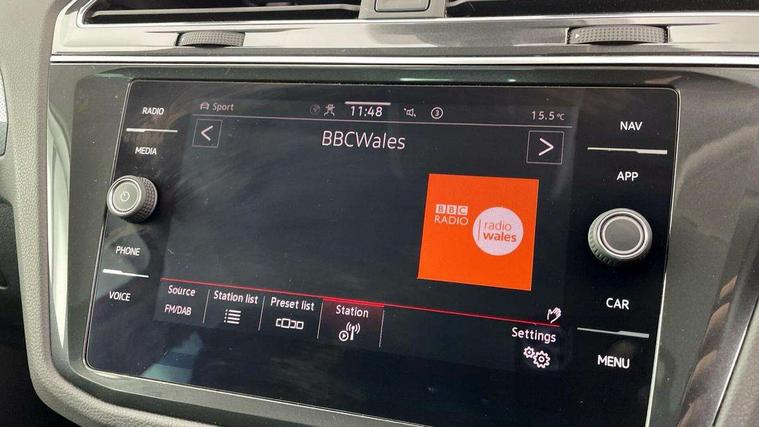 RADIO
MEDIA
PHONE
VOICE
Sport
11:48
3
15.5°C
BBCWales
BBC
RADIO
radio
wales
Source
FM/DAB
Station list
Preset list
Station
Settings
NAV
APP
CAR
MENU